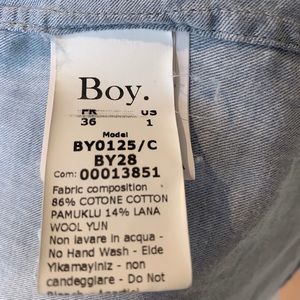 Boy.
FR US
36 1
Model
BY0125/C
BY28
Com: 00013851
Fabric composition
86% COTONE COTTON
PAMUKLU 14% LANA
WOOL YUN
Non lavare in acqua -
No Hand Wash - Elde
Yikamayiniz - non
candeggiare - Do Not